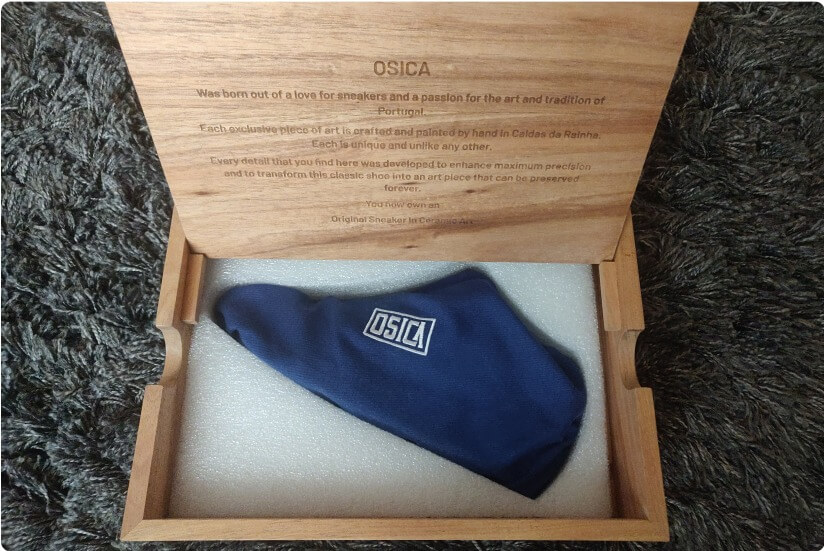 OSICA
Was born out of a love for sneakers and a passion for the art and tradition of
Portugal.
Each exclusive piece of art is crafted and painted by hand in Caldas da Rainha.
Each is unique and unlike any other.
Every detail that you find here was developed to enhance maximum precision
and to transform this classic shoe into an art piece that can be preserved
forever.
You now own an
Original Sneaker In Ceramic Art
OSICA